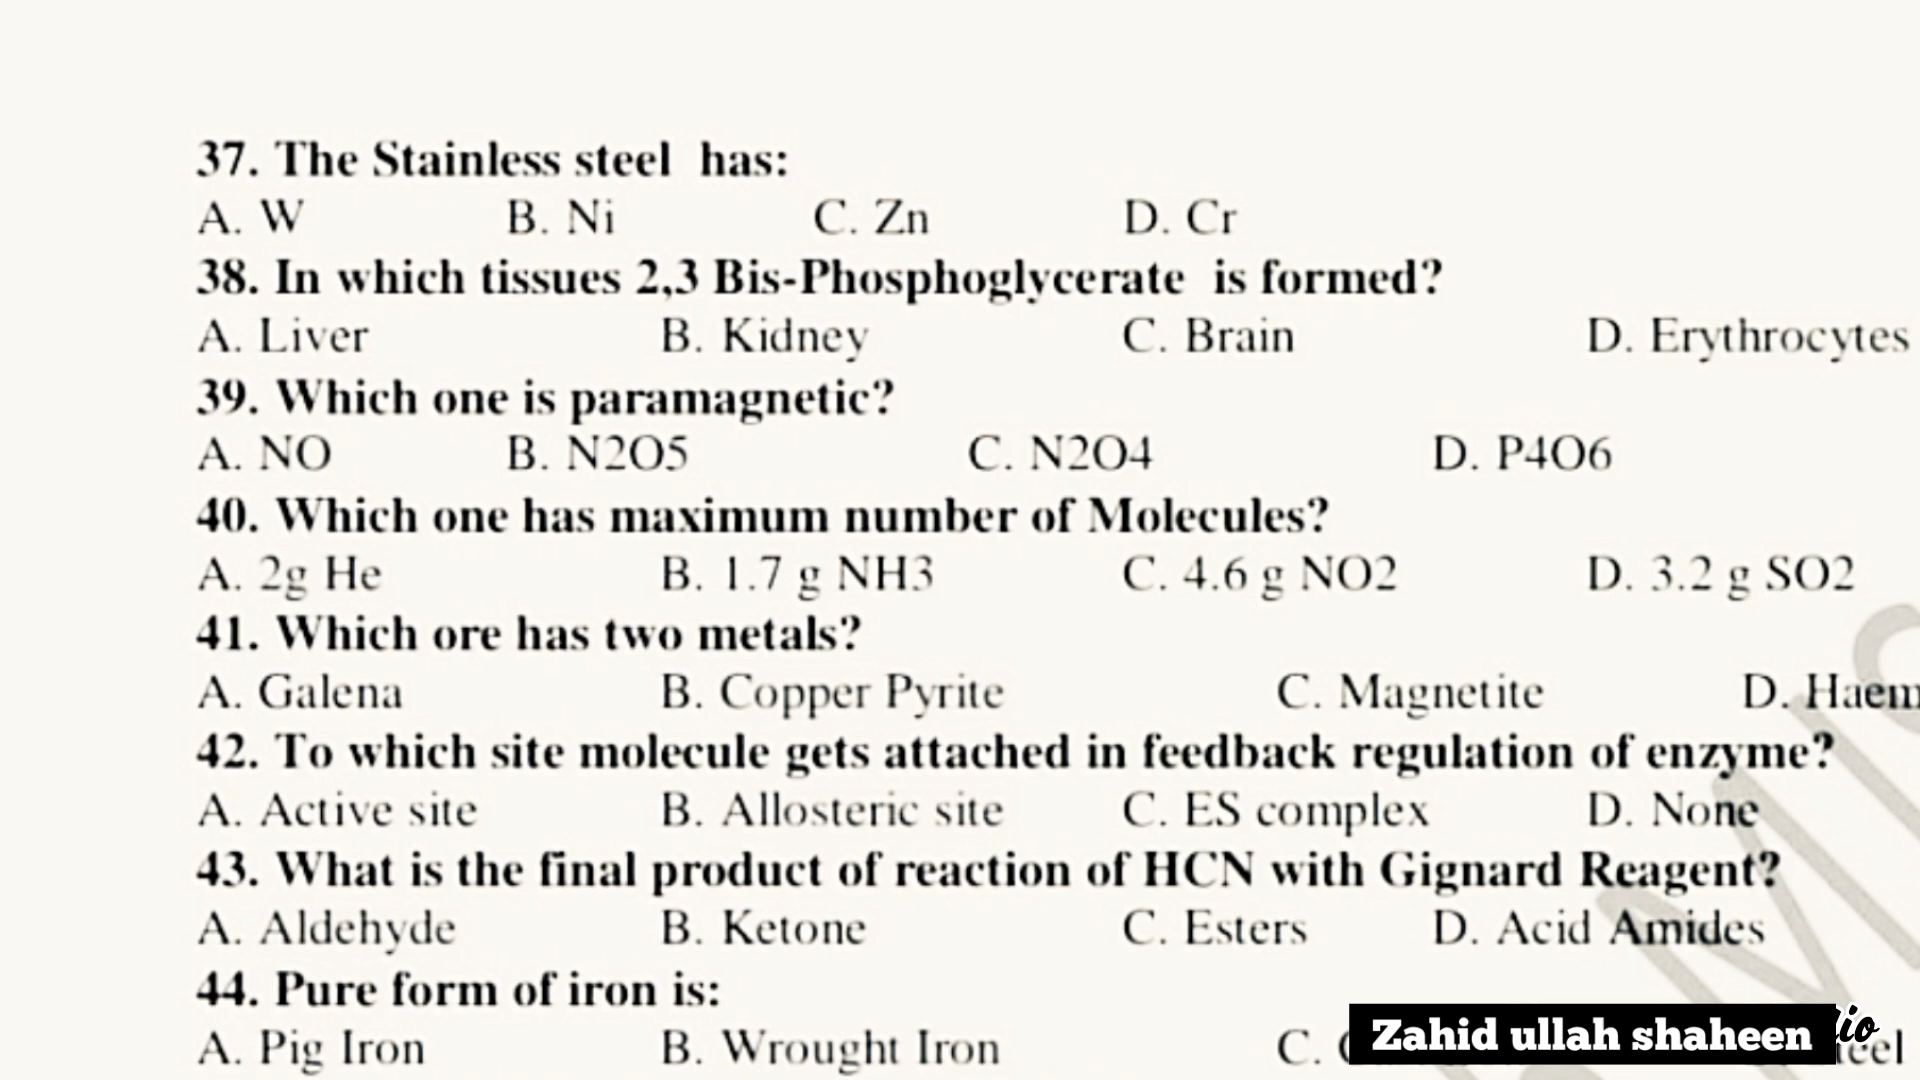 37. The Stainless steel has:
A. W B. Ni C. Zn D. Cr
38. In which tissues 2,3 Bis-Phosphoglycerate is formed?
A. Liver B. Kidney C. Brain D. Erythrocytes
39. Which one is paramagnetic?
A. NO B. N2O5 C. N2O4 D. P4O6
40. Which one has maximum number of Molecules?
A. 2g He B. 1.7 g NH3 C. 4.6 g NO2 D. 3.2 g SO2
41. Which ore has two metals?
A. Galena B. Copper Pyrite C. Magnetite D. Haem
42. To which site molecule gets attached in feedback regulation of enzyme?
A. Active site B. Allosteric site C. ES complex D. None
43. What is the final product of reaction of HCN with Gignard Reagent?
A. Aldehyde B. Ketone C. Esters D. Acid Amides
44. Pure form of iron is:
A. Pig Iron B. Wrought Iron C.
Zahid ullah shaheen